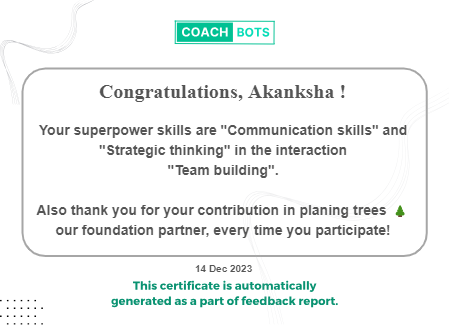 COACH BOTS
Congratulations, Akanksha !
Your superpower skills are "Communication skills" and
"Strategic thinking" in the interaction
"Team building".
Also thank you for your contribution in planing trees 🌲
our foundation partner, every time you participate!
14 Dec 2023
This certificate is automatically
generated as a part of feedback report.